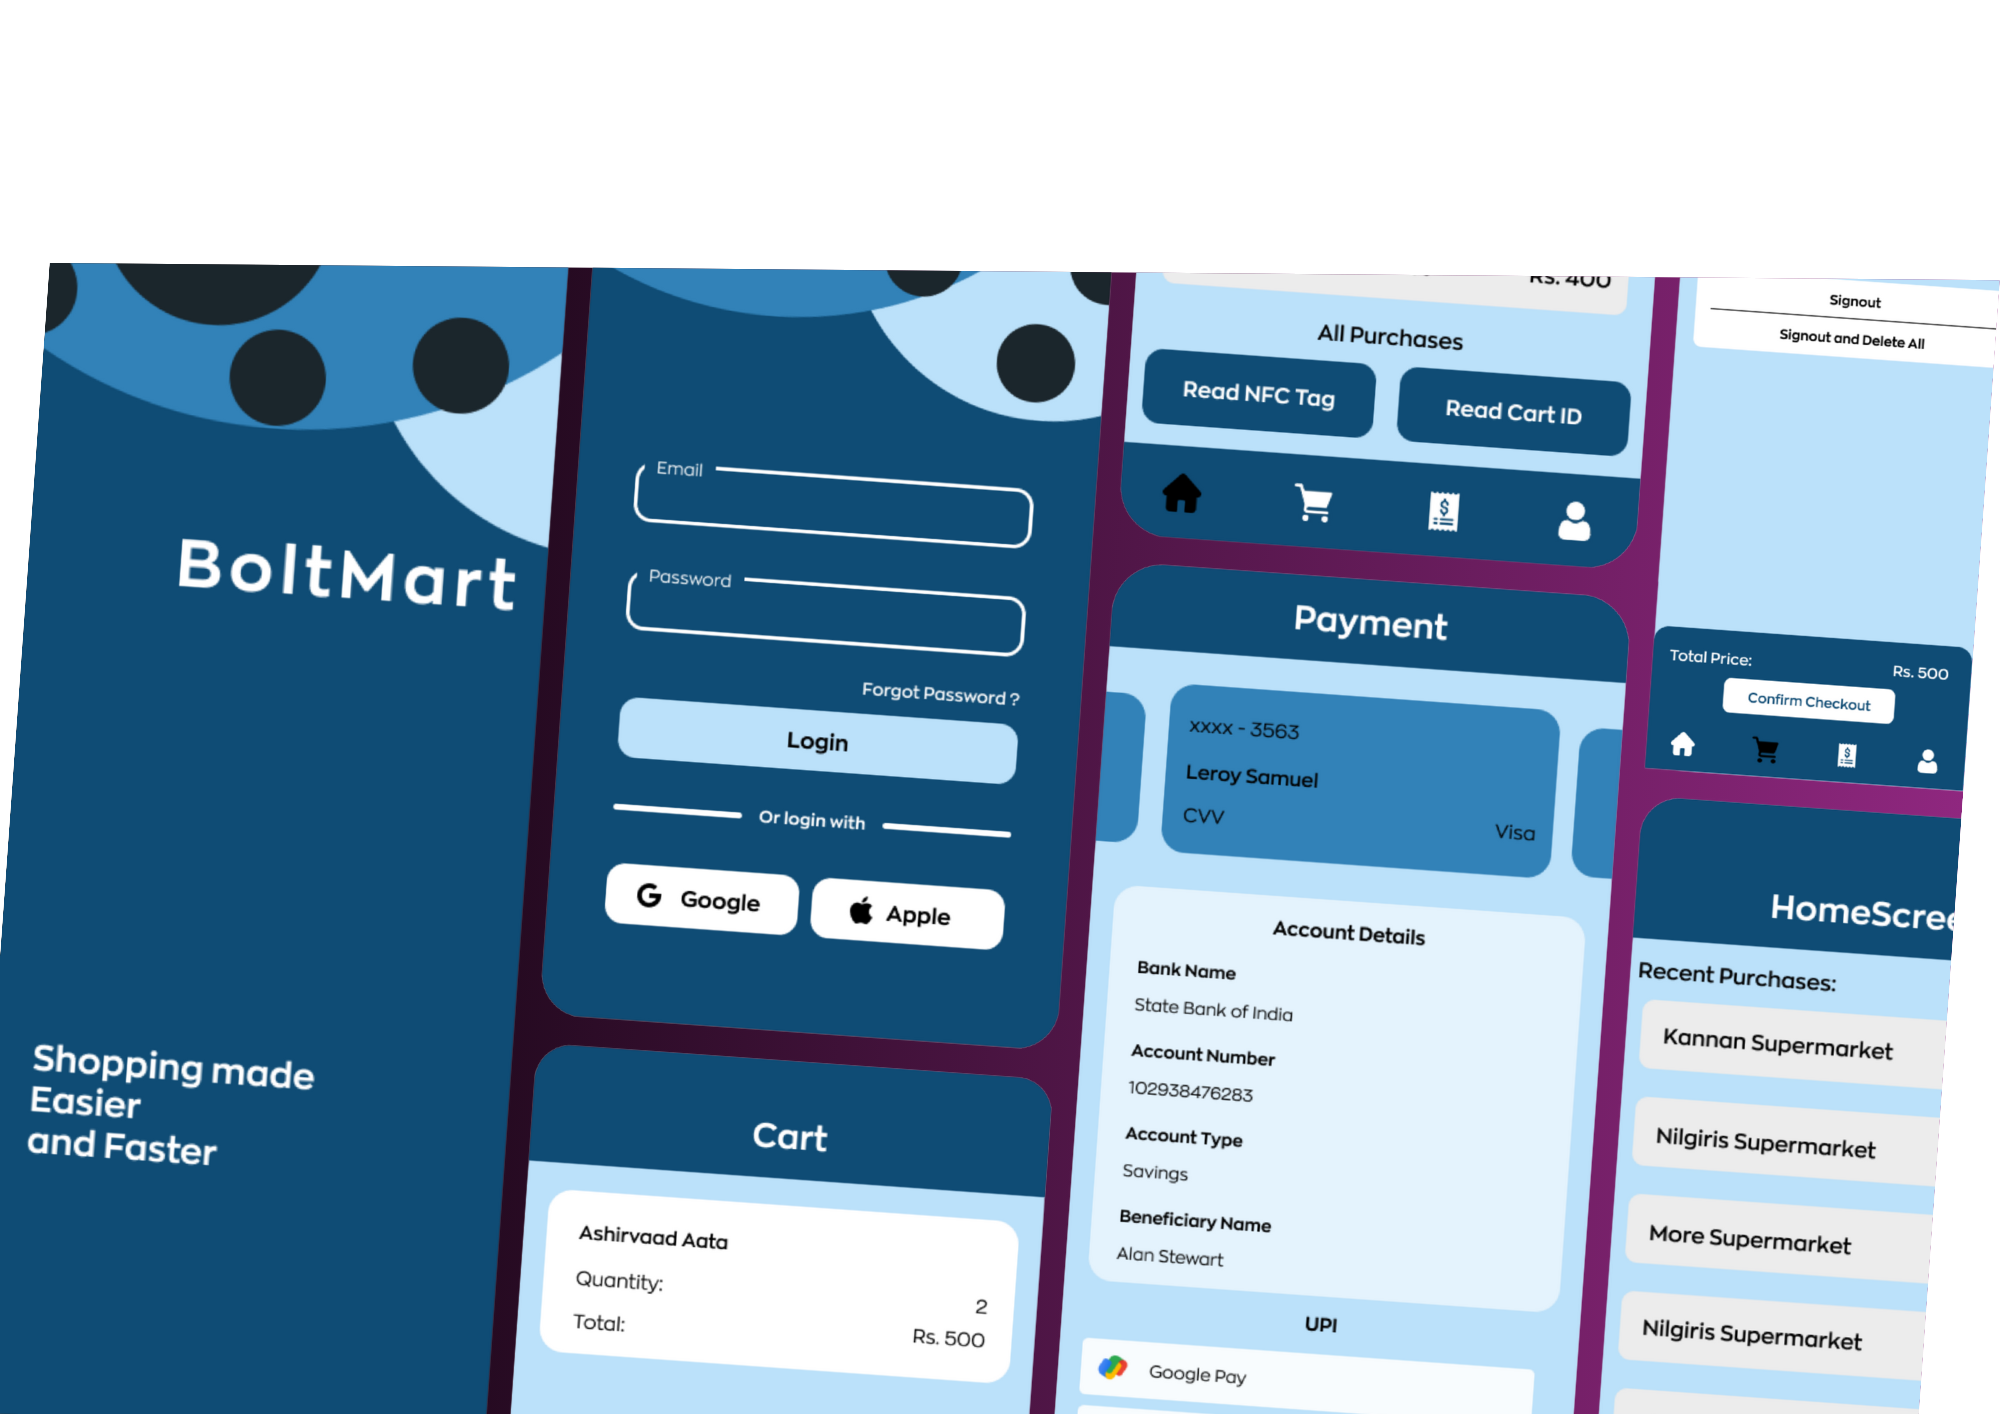 BoltMart
Shopping made
Easier
and Faster
Email
Password
Forgot Password ?
Login
Or login with
Google
Apple
Cart
Ashirvaad Aata
Quantity: 2
Total: Rs. 500
Rs. 400
All Purchases
Read NFC Tag
Read Cart ID
Payment
xxxx - 3563
Leroy Samuel
CVV
Visa
Account Details
Bank Name
State Bank of India
Account Number
102938476283
Account Type
Savings
Beneficiary Name
Alan Stewart
UPI
Google Pay
Signout
Signout and Delete All
Total Price: Rs. 500
Confirm Checkout
HomeScree
Recent Purchases:
Kannan Supermarket
Nilgiris Supermarket
More Supermarket
Nilgiris Supermarket